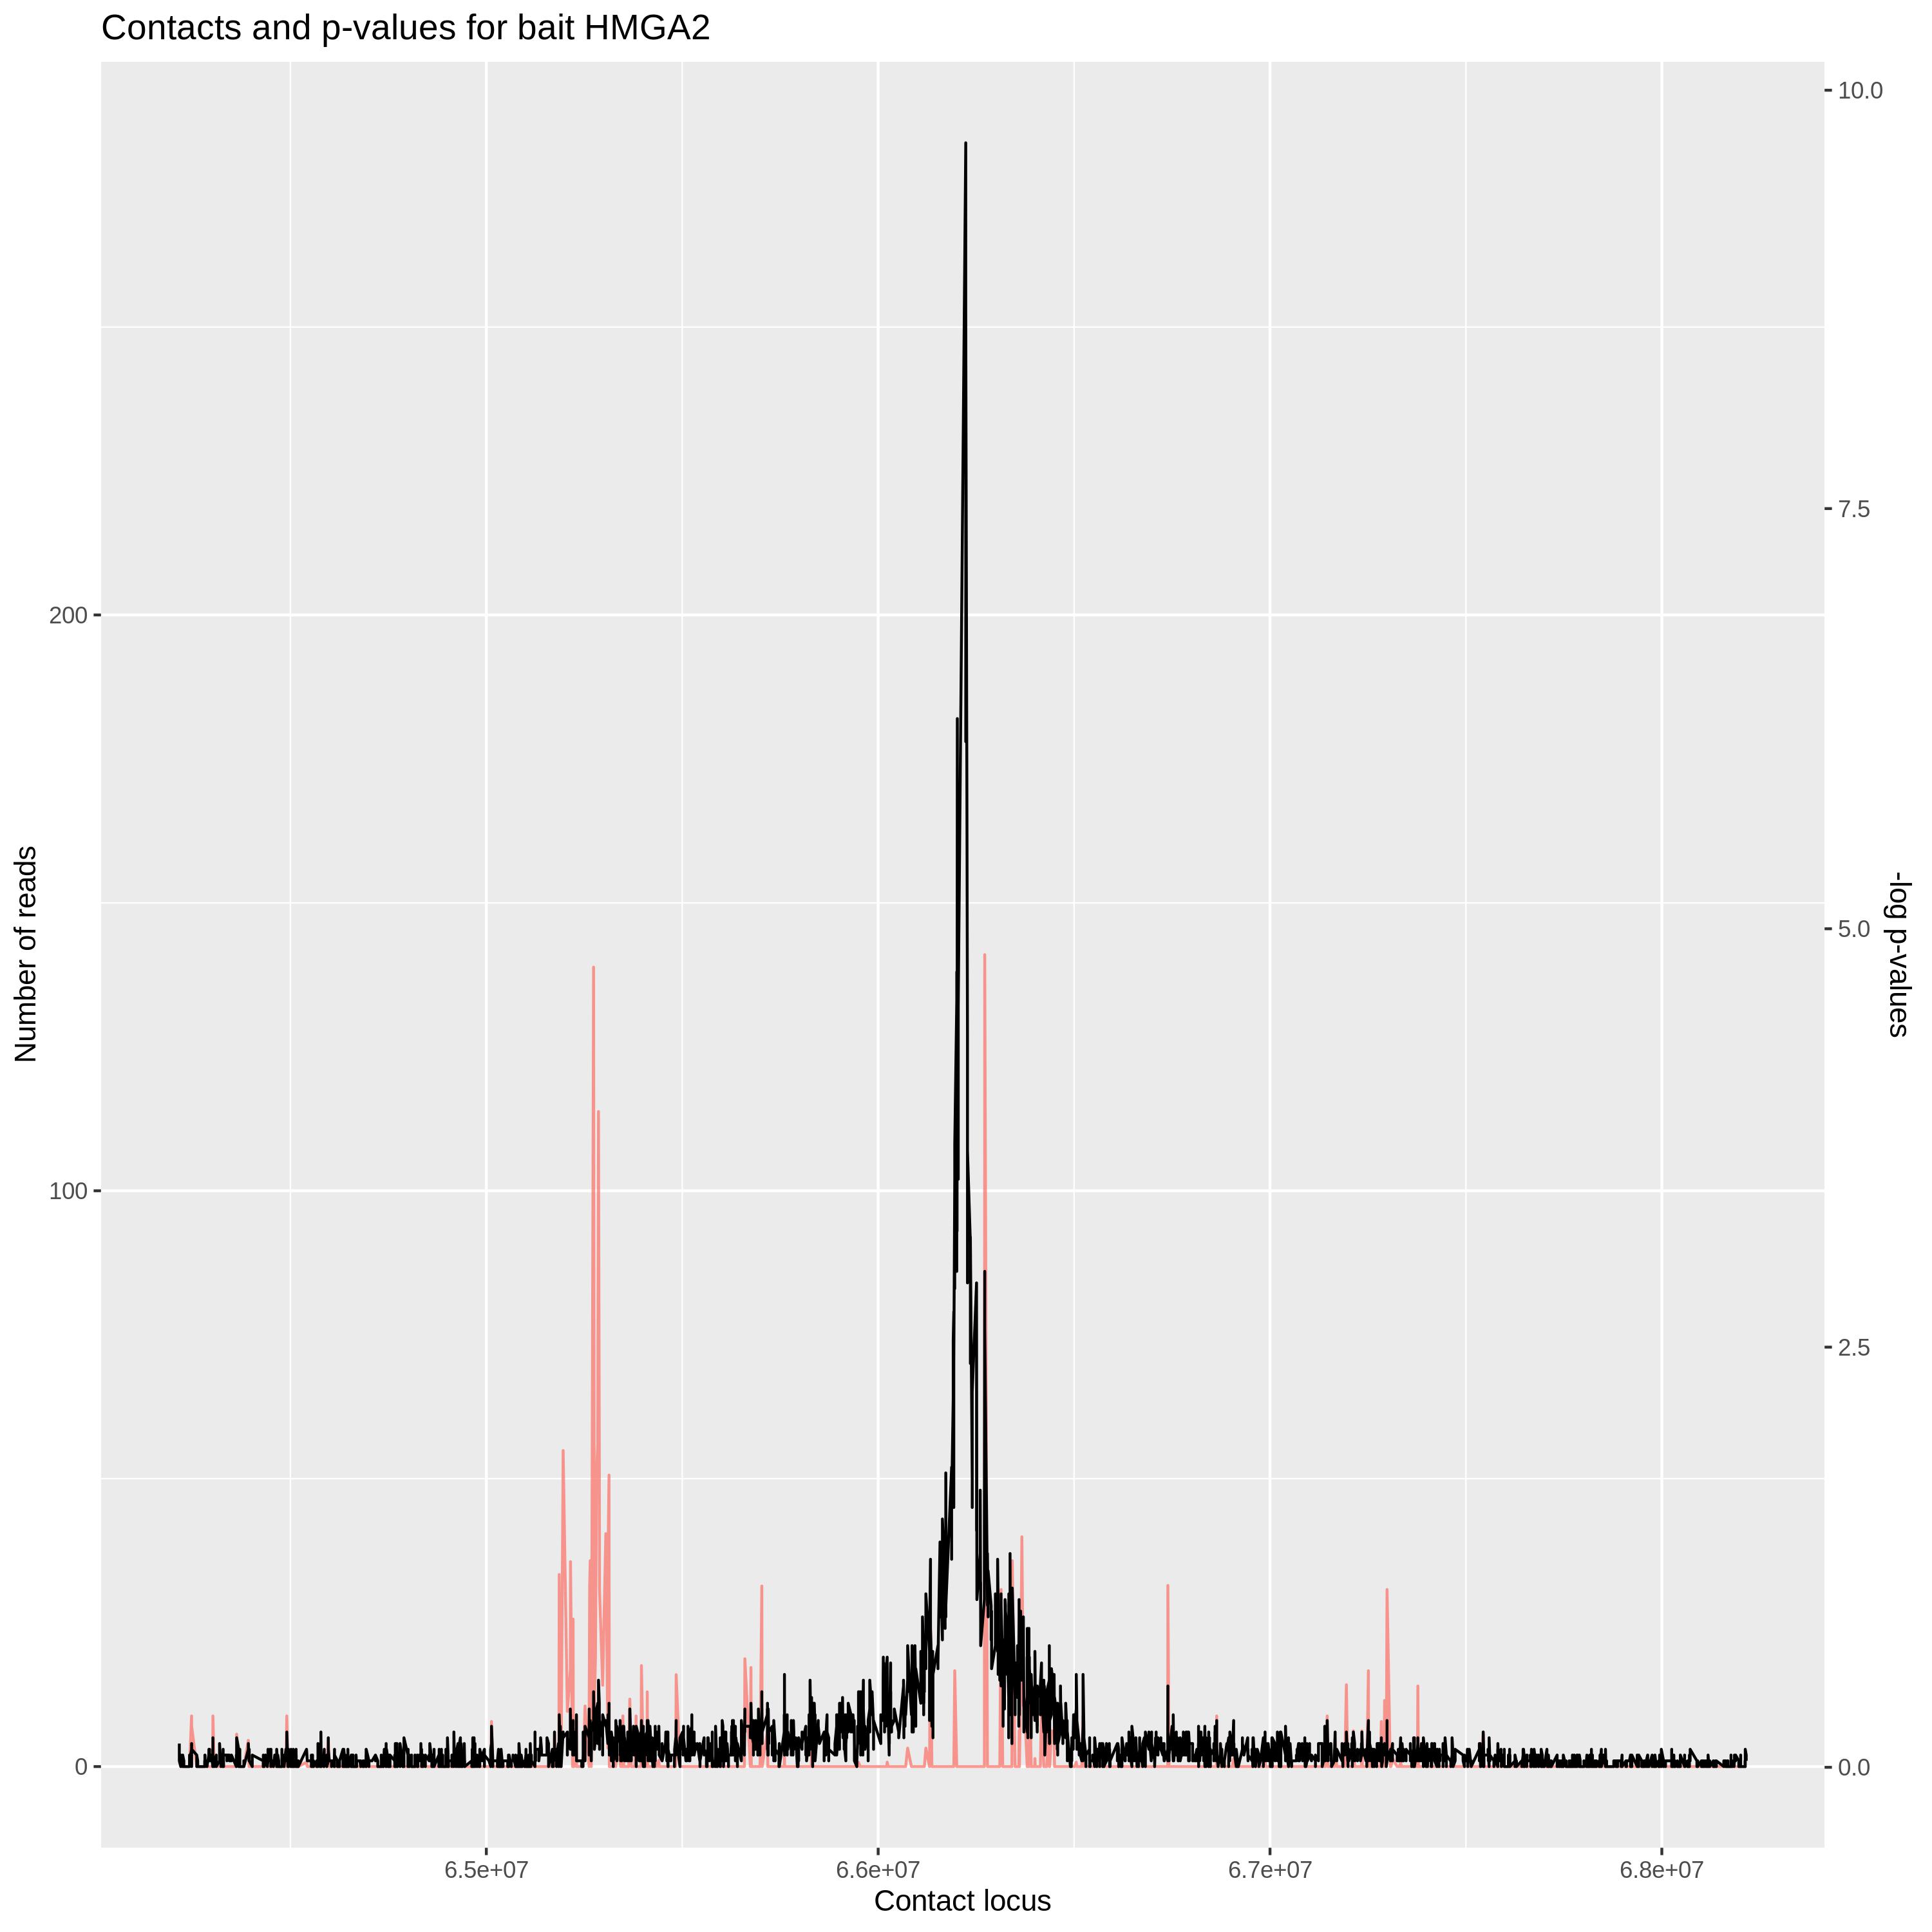 Contacts and p-values for bait HMGA2
Number of reads
200
100
0
10.0
7.5
5.0
2.5
0.0
-log p-values
6.5e+07
6.6e+07
6.7e+07
6.8e+07
Contact locus